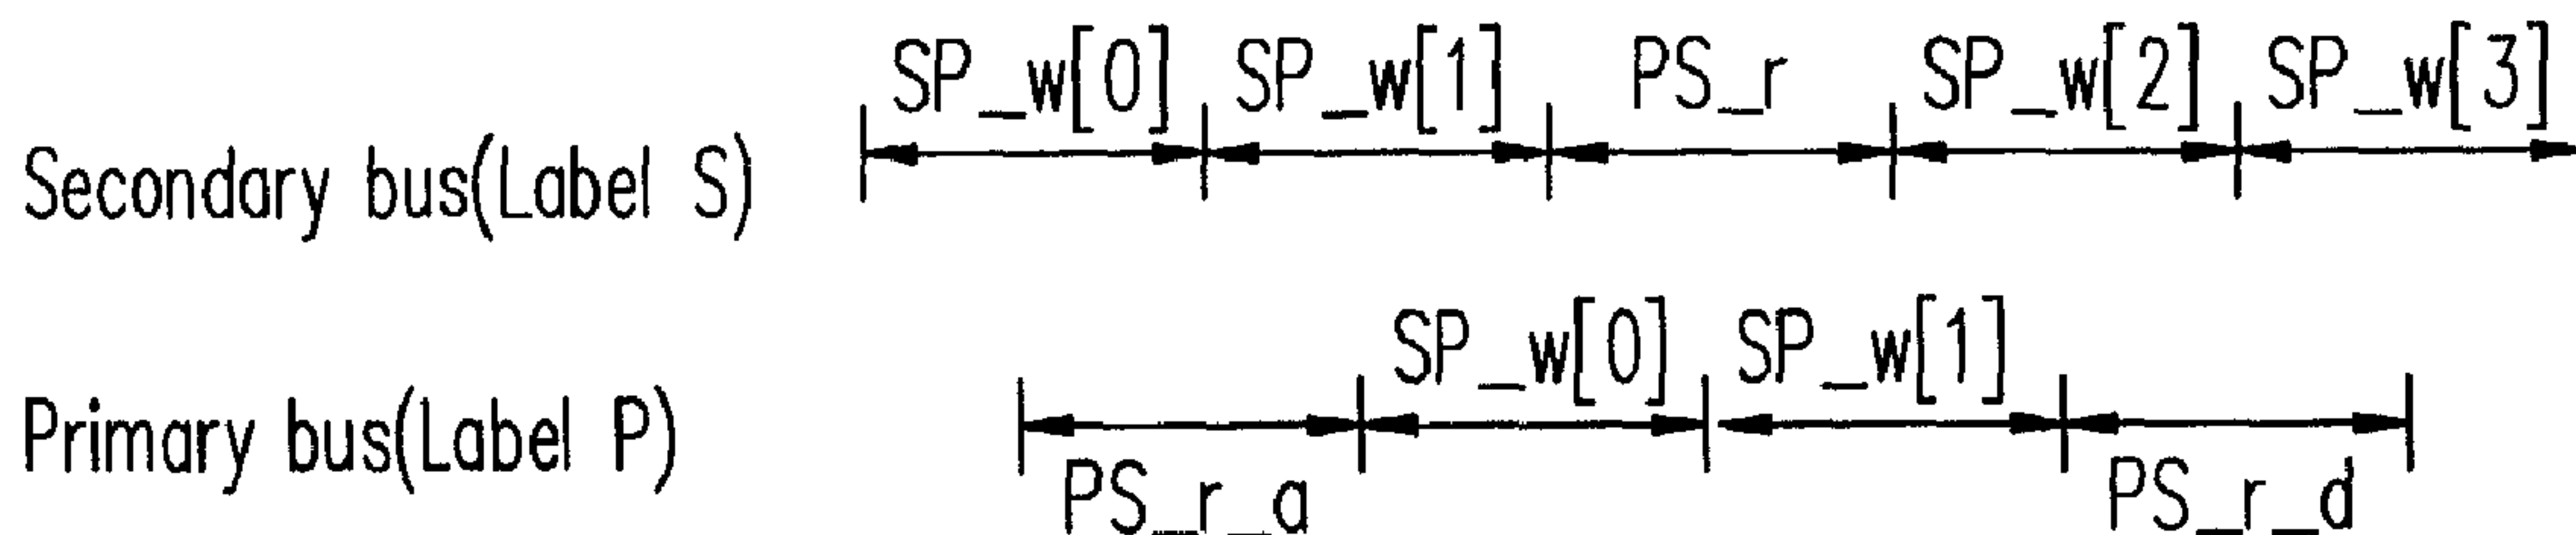 SP_w[0] SP_w[1] PS_r SP_w[2] SP_w[3]
Secondary bus(Label S)
SP_w[0] SP_w[1]
Primary bus(Label P)
PS_r_a PS_r_d